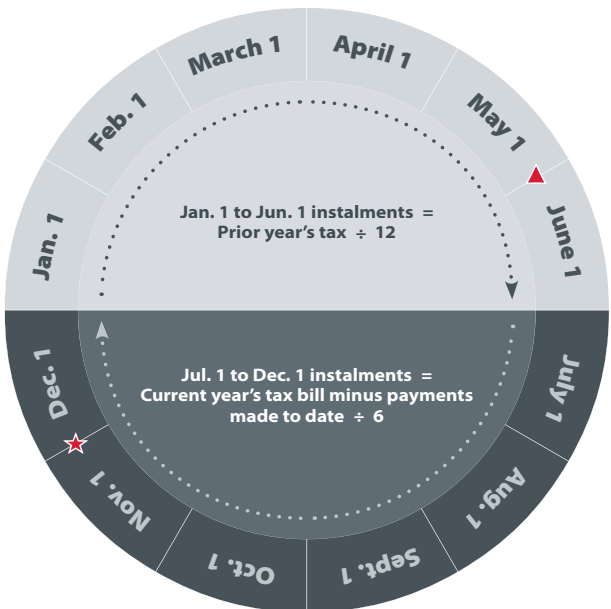 Jan. 1
Feb. 1
March 1
April 1
May 1
June 1
Jan. 1 to Jun. 1 instalments =
Prior year's tax ÷ 12
Jul. 1 to Dec. 1 instalments =
Current year's tax bill minus payments
made to date ÷ 6
July 1
Aug. 1
Sept. 1
Oct. 1
Nov. 1
Dec. 1